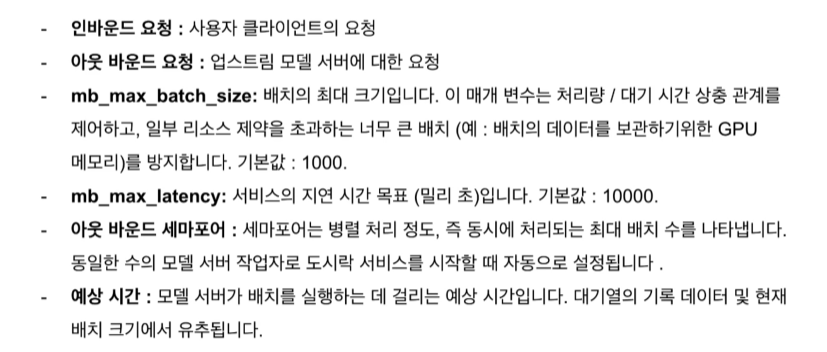 - 인바운드 요청 : 사용자 클라이언트의 요청
- 아웃 바운드 요청 : 업스트림 모델 서버에 대한 요청
- mb_max_batch_size: 배치의 최대 크기입니다. 이 매개 변수는 처리량 / 대기 시간 상충 관계를
제어하고, 일부 리소스 제약을 초과하는 너무 큰 배치 (예 : 배치의 데이터를 보관하기위한 GPU
메모리)를 방지합니다. 기본값 : 1000.
- mb_max_latency: 서비스의 지연 시간 목표 (밀리 초)입니다. 기본값 : 10000.
- 아웃 바운드 세마포어 : 세마포어는 병렬 처리 정도, 즉 동시에 처리되는 최대 배치 수를 나타냅니다.
동일한 수의 모델 서버 작업자로 도시락 서비스를 시작할 때 자동으로 설정됩니다 .
- 예상 시간 : 모델 서버가 배치를 실행하는 데 걸리는 예상 시간입니다. 대기열의 기록 데이터 및 현재
배치 크기에서 유추됩니다.